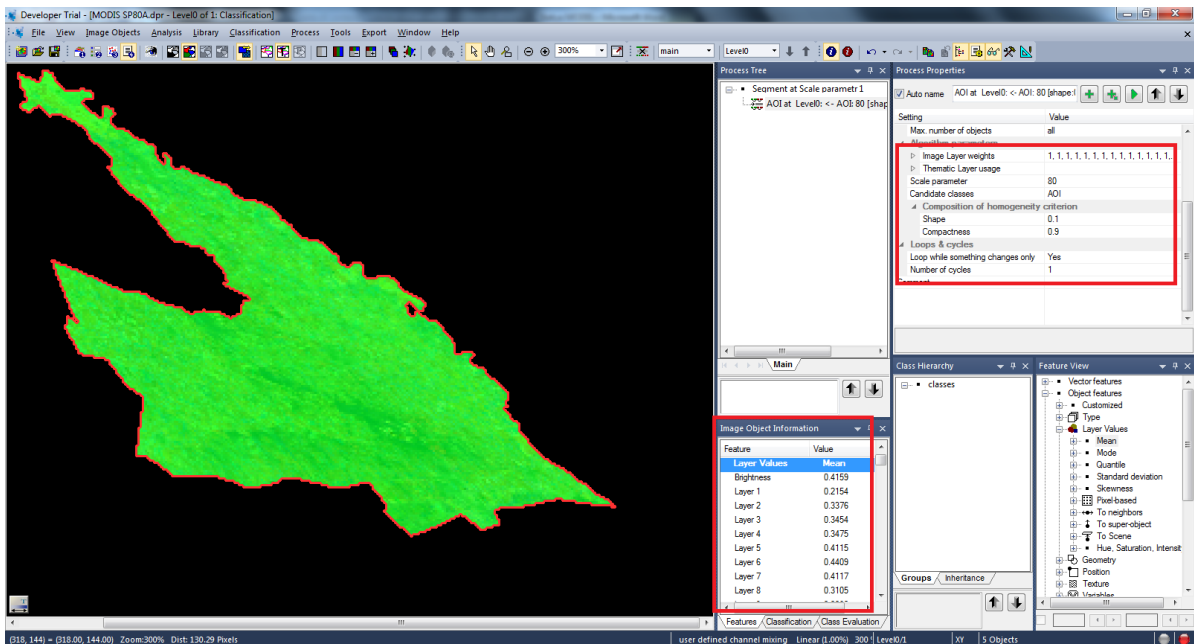 Developer Trial - [MODIS SP80A.dpr - Level0 of 1: Classification]
File View Image Objects Analysis Library Classification Process Tools Export Window Help
300% main Level0
Process Tree
Segment at Scale parametr 1
AOI at Level0: <- AOI: 80 [shap
Main
Process Properties
Auto name AOI at Level0: <- AOI: 80 [shape:
Setting Value
Max. number of objects all
Algorithm parameters
Image Layer weights 1, 1, 1, 1, 1, 1, 1, 1, 1, 1, 1, 1, 1, 1,...
Thematic Layer usage
Scale parameter 80
Candidate classes AOI
Composition of homogeneity criterion
Shape 0.1
Compactness 0.9
Loops & cycles
Loop while something changes only Yes
Number of cycles 1
Image Object Information
Feature Value
Layer Values Mean
Brightness 0.4159
Layer 1 0.2154
Layer 2 0.3376
Layer 3 0.3454
Layer 4 0.3475
Layer 5 0.4115
Layer 6 0.4409
Layer 7 0.4117
Layer 8 0.3105
Features Classification Class Evaluation
Class Hierarchy
classes
Groups Inheritance
Feature View
Vector features
Object features
Customized
Type
Layer Values
Mean
Mode
Quantile
Standard deviation
Skewness
Pixel-based
To neighbors
To super-object
To Scene
Hue, Saturation, Intensit
Geometry
Position
Texture
Variables
(318, 144) = (318.00, 144.00) Zoom:300% Dist: 130.29 Pixels
user defined channel mixing Linear (1.00%) 300 Level0/1 XY 5 Objects